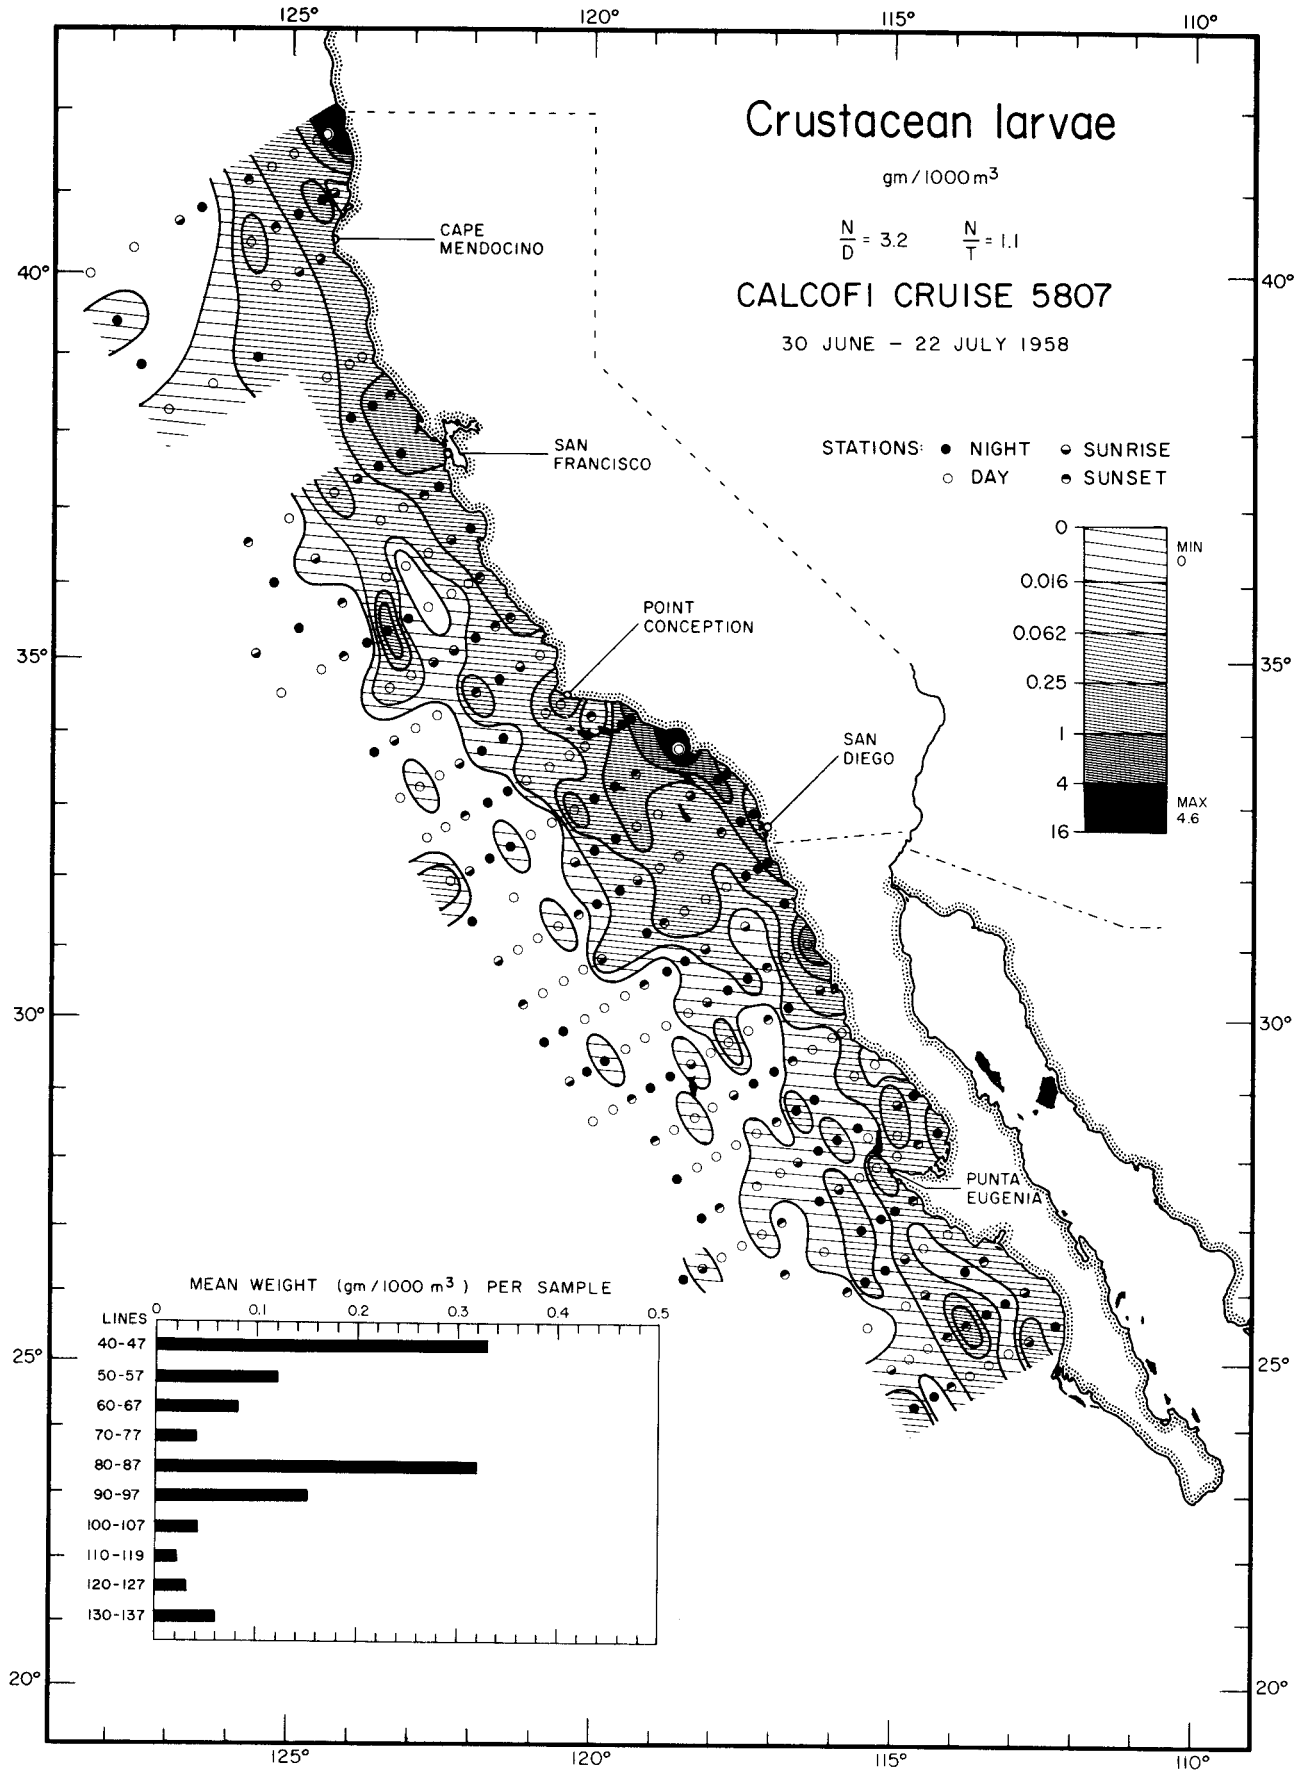 125° 120° 115° 110°
Crustacean larvae
gm/1000 m³
N/D = 3.2 N/T = 1.1
CALCOFI CRUISE 5807
30 JUNE – 22 JULY 1958
CAPE
MENDOCINO
40° 40°
STATIONS: ● NIGHT ◒ SUNRISE
○ DAY ◓ SUNSET
SAN
FRANCISCO
0
0.016
0.062
0.25
1
4
16
MIN
0
MAX
4.6
POINT
CONCEPTION
35° 35°
SAN
DIEGO
30° 30°
PUNTA
EUGENIA
MEAN WEIGHT (gm/1000 m³) PER SAMPLE
0 0.1 0.2 0.3 0.4 0.5
LINES
40-47
25° 25°
50-57
60-67
70-77
80-87
90-97
100-107
110-119
120-127
130-137
20° 20°
125° 120° 115° 110°